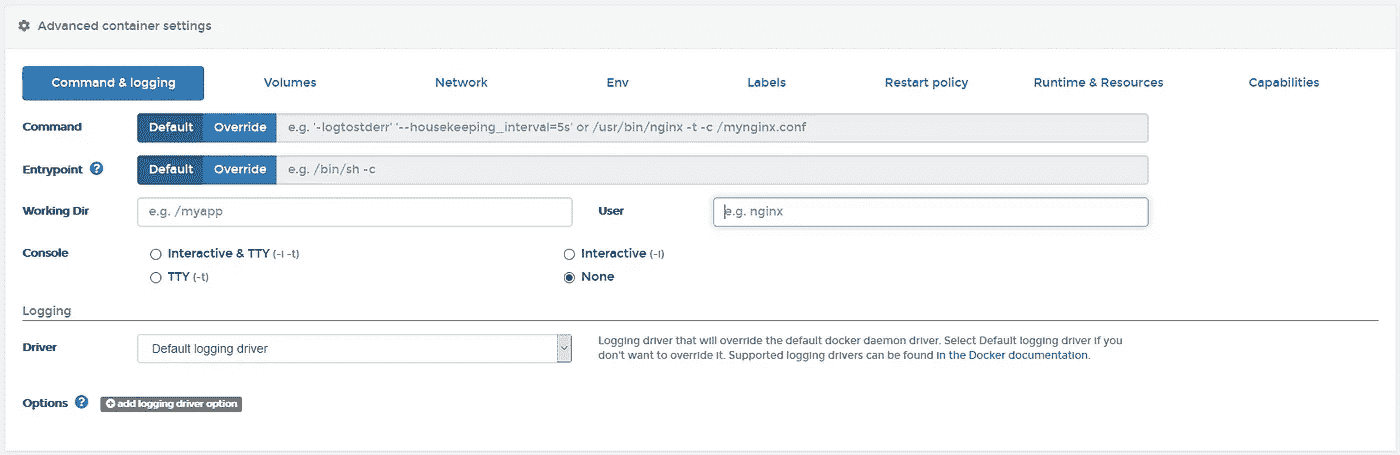 Advanced container settings
Command & logging Volumes Network Env Labels Restart policy Runtime & Resources Capabilities
Command Default Override e.g. '-logtostderr' '--housekeeping_interval=5s' or /usr/bin/nginx -t -c /mynginx.conf
Entrypoint ? Default Override e.g. /bin/sh -c
Working Dir e.g. /myapp User e.g. nginx
Console Interactive & TTY (-i -t) Interactive (-i)
TTY (-t) None
Logging
Driver Default logging driver Logging driver that will override the default docker daemon driver. Select Default logging driver if you
don't want to override it. Supported logging drivers can be found in the Docker documentation.
Options ? add logging driver option